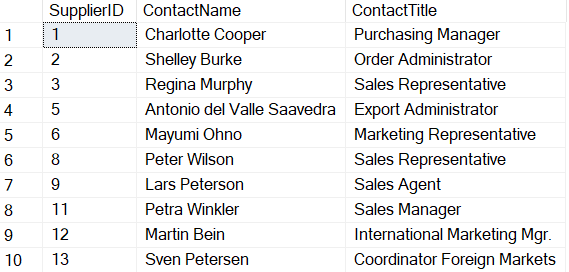 SupplierID ContactName ContactTitle
1 1 Charlotte Cooper Purchasing Manager
2 2 Shelley Burke Order Administrator
3 3 Regina Murphy Sales Representative
4 5 Antonio del Valle Saavedra Export Administrator
5 6 Mayumi Ohno Marketing Representative
6 8 Peter Wilson Sales Representative
7 9 Lars Peterson Sales Agent
8 11 Petra Winkler Sales Manager
9 12 Martin Bein International Marketing Mgr.
10 13 Sven Petersen Coordinator Foreign Markets